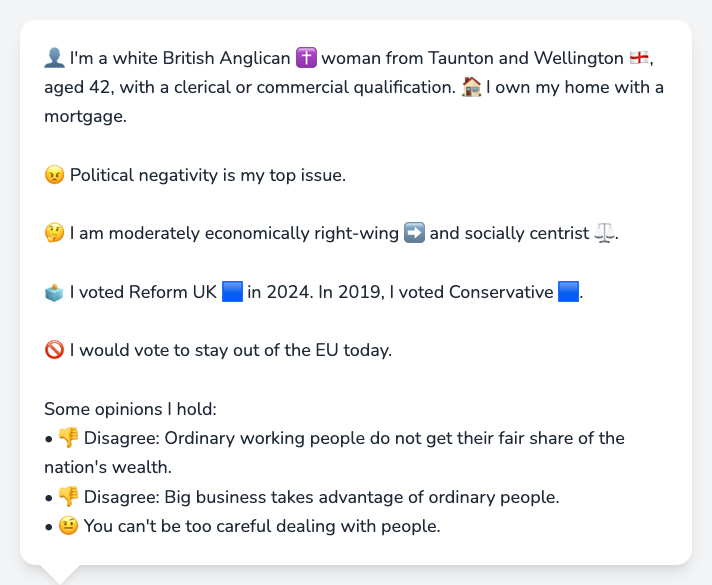 👤 I'm a white British Anglican ✝️ woman from Taunton and Wellington 🏴󠁧󠁢󠁥󠁮󠁧󠁿,
aged 42, with a clerical or commercial qualification. 🏠 I own my home with a
mortgage.
😠 Political negativity is my top issue.
🤔 I am moderately economically right-wing ➡️ and socially centrist ⚖️.
🗳️ I voted Reform UK 🟦 in 2024. In 2019, I voted Conservative 🟦.
🚫 I would vote to stay out of the EU today.
Some opinions I hold:
• 👎 Disagree: Ordinary working people do not get their fair share of the
nation's wealth.
• 👎 Disagree: Big business takes advantage of ordinary people.
• 🤨 You can't be too careful dealing with people.